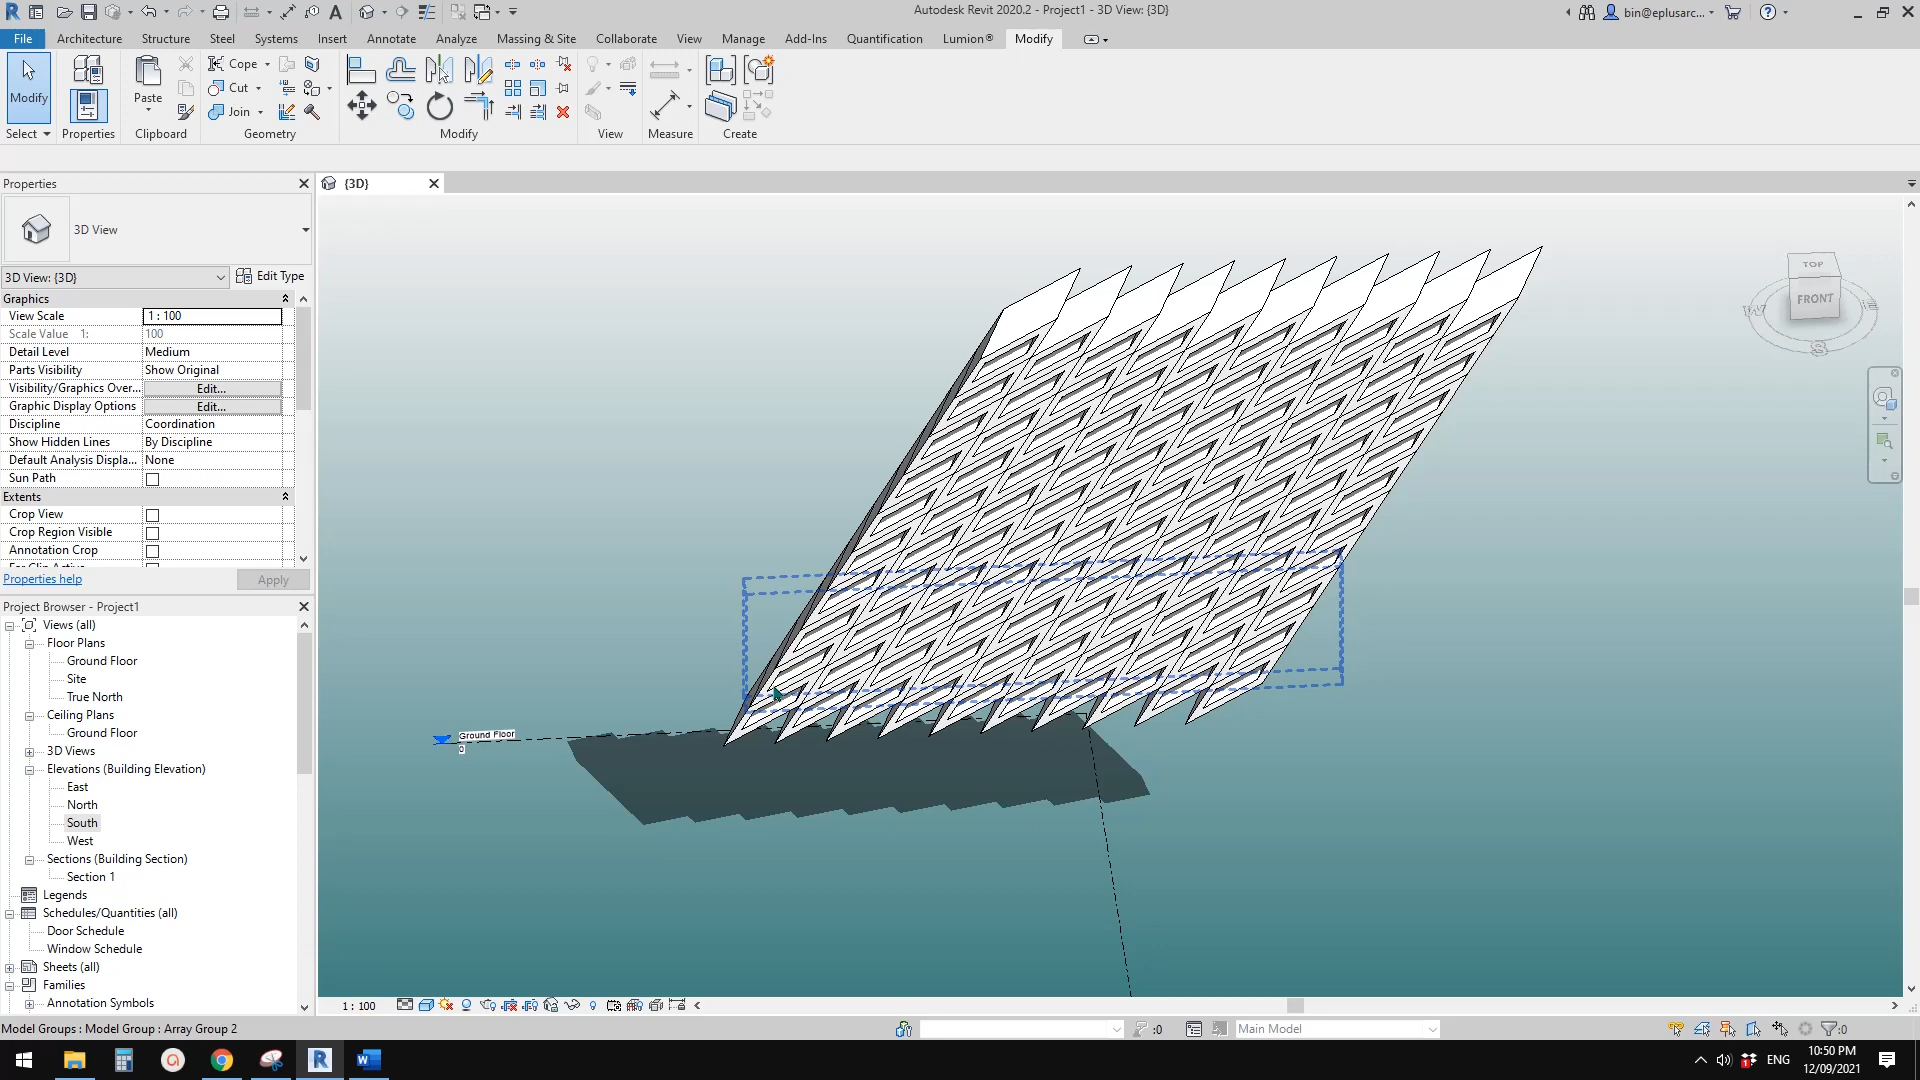 Autodesk Revit 2020.2 - Project1 - 3D View: {3D}
bin@eplusarc...
File Architecture Structure Steel Systems Insert Annotate Analyze Massing & Site Collaborate View Manage Add-Ins Quantification Lumion® Modify
Modify
Paste
Cope
Cut
Join
Select Properties Clipboard Geometry Modify View Measure Create
Properties
{3D}
3D View
3D View: {3D} Edit Type
Graphics
View Scale 1 : 100
Scale Value 1: 100
Detail Level Medium
Parts Visibility Show Original
Visibility/Graphics Over... Edit...
Graphic Display Options Edit...
Discipline Coordination
Show Hidden Lines By Discipline
Default Analysis Displa... None
Sun Path
Extents
Crop View
Crop Region Visible
Annotation Crop
Properties help Apply
Project Browser - Project1
Views (all)
Floor Plans
Ground Floor
Site
True North
Ceiling Plans
Ground Floor
3D Views
Elevations (Building Elevation)
East
North
South
West
Sections (Building Section)
Section 1
Legends
Schedules/Quantities (all)
Door Schedule
Window Schedule
Sheets (all)
Families
Annotation Symbols
TOP
FRONT
W
E
S
Ground Floor
0
1 : 100
Model Groups : Model Group : Array Group 2
:0
Main Model
:0
ENG
10:50 PM
12/09/2021